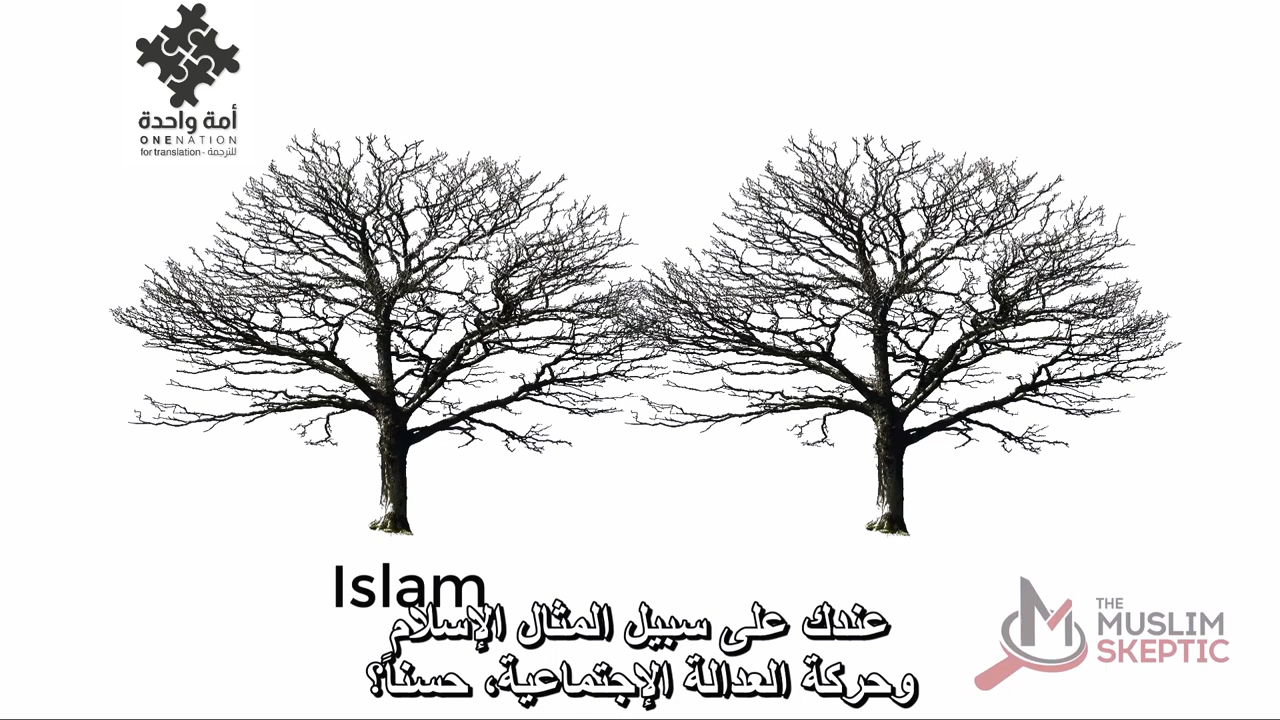 أمة واحدة
ONENATION
for translation - للترجمة
Islam
عندك على سبيل المثال الإسلام
وحركة العدالة الإجتماعية، حسناً؟
THE
MUSLIM
SKEPTIC